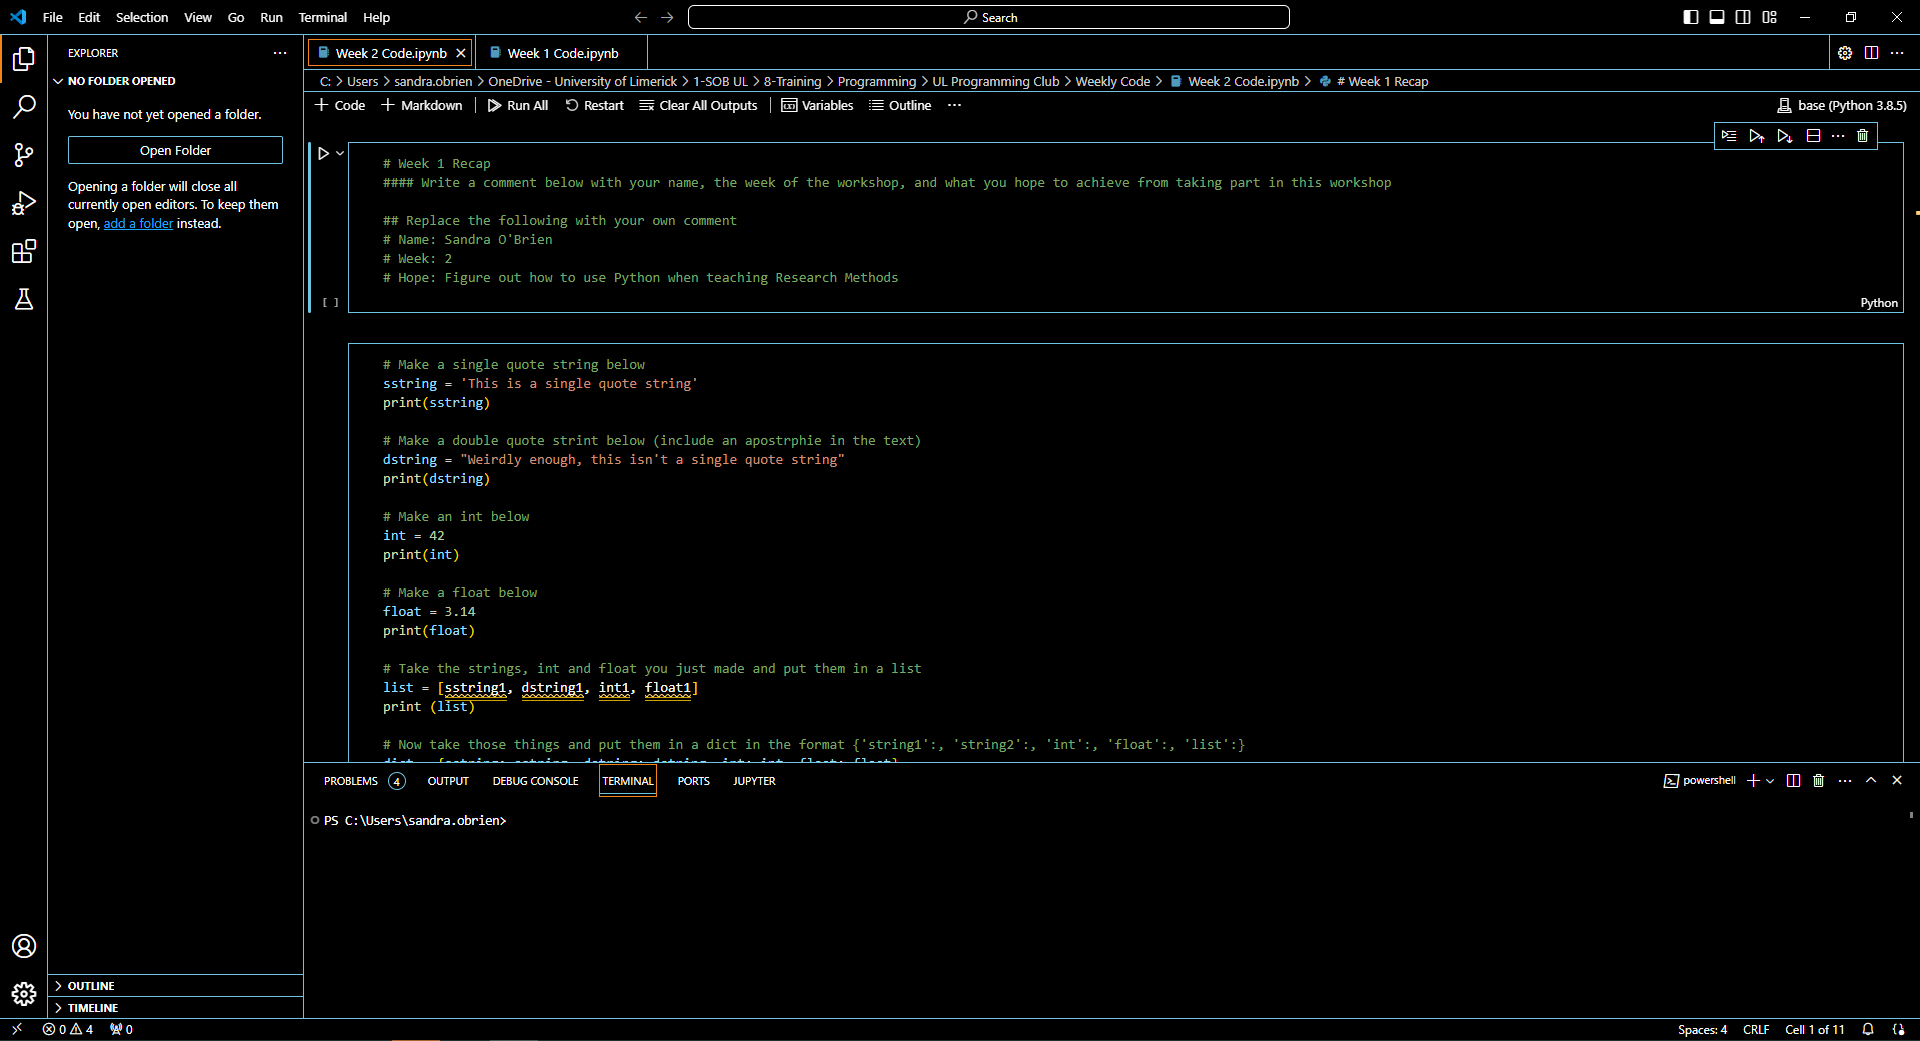 File Edit Selection View Go Run Terminal Help
Search
EXPLORER
NO FOLDER OPENED
You have not yet opened a folder.
Open Folder
Opening a folder will close all
currently open editors. To keep them
open, add a folder instead.
OUTLINE
TIMELINE
Week 2 Code.ipynb Week 1 Code.ipynb
C: > Users > sandra.obrien > OneDrive - University of Limerick > 1-SOB UL > 8-Training > Programming > UL Programming Club > Weekly Code > Week 2 Code.ipynb > # Week 1 Recap
+ Code + Markdown | Run All Restart Clear All Outputs | Variables Outline ···
base (Python 3.8.5)
# Week 1 Recap
#### Write a comment below with your name, the week of the workshop, and what you hope to achieve from taking part in this workshop
## Replace the following with your own comment
# Name: Sandra O'Brien
# Week: 2
# Hope: Figure out how to use Python when teaching Research Methods
[ ]
Python
# Make a single quote string below
sstring = 'This is a single quote string'
print(sstring)
# Make a double quote strint below (include an apostrphie in the text)
dstring = "Weirdly enough, this isn't a single quote string"
print(dstring)
# Make an int below
int = 42
print(int)
# Make a float below
float = 3.14
print(float)
# Take the strings, int and float you just made and put them in a list
list = [sstring1, dstring1, int1, float1]
print (list)
# Now take those things and put them in a dict in the format {'string1':, 'string2':, 'int':, 'float':, 'list':}
dict = {sstring: sstring, dstring: dstring, int: int, float: float}
PROBLEMS 4 OUTPUT DEBUG CONSOLE TERMINAL PORTS JUPYTER
powershell
PS C:\Users\sandra.obrien>
0 4 0
Spaces: 4 CRLF Cell 1 of 11